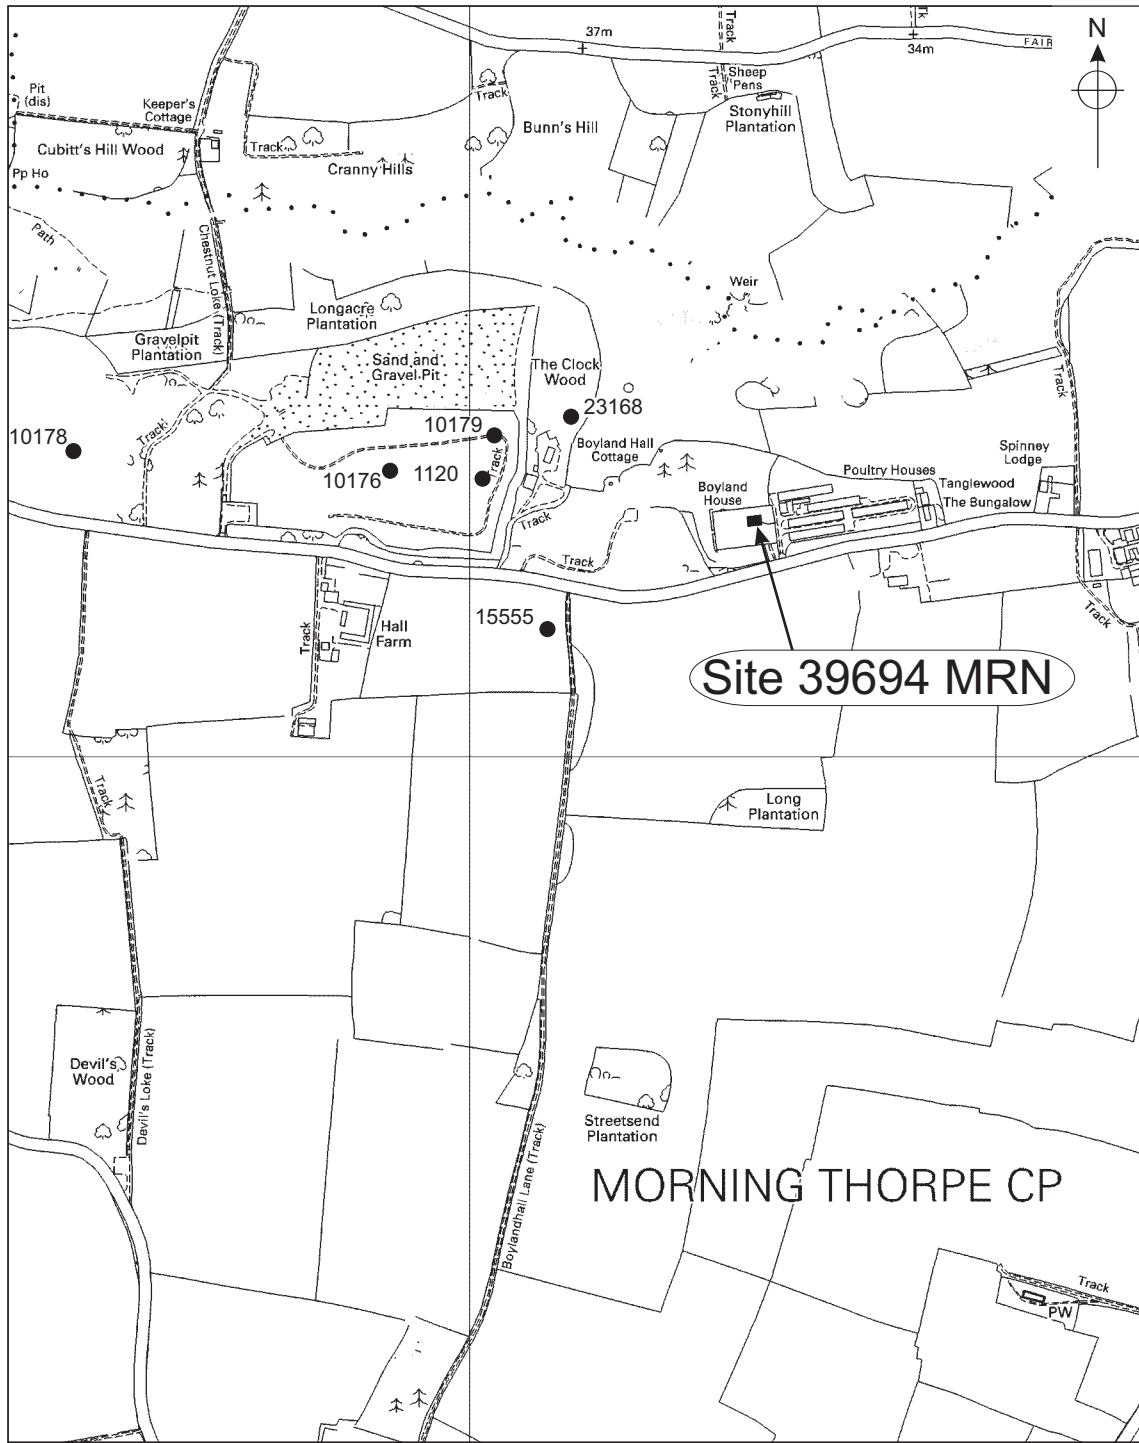 37m
34m
FAIR
N
Track
Tk
Track
Sheep
Pens
Stonyhill
Plantation
Pit
(dis)
Keeper's
Cottage
Track
Bunn's Hill
Cubitt's Hill Wood
Track
Cranny Hills
Pp Ho
Path
Chestnut Loke (Track)
Weir
Longacre
Plantation
Gravelpit
Plantation
Sand and
Gravel Pit
The Clock
Wood
Track
23168
10179
10178
Track
Boyland Hall
Cottage
10176
1120
Track
Spinney
Lodge
Poultry Houses
Tanglewood
The Bungalow
Boyland
House
Track
Track
15555
Hall
Farm
Track
Track
Site 39694 MRN
Track
Long
Plantation
Devil's
Wood
Devil's Loke (Track)
Streetsend
Plantation
Boylandhall Lane (Track)
MORNING THORPE CP
Track
PW